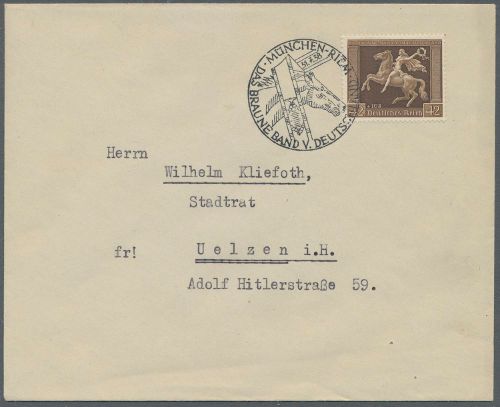 MÜNCHEN-RIEM
DAS BRAUNE BAND V. DEUTSCHLAND
Deutsches Reich
42
Herrn
Wilhelm Kliefoth,
Stadtrat
fr!
Uelzen i.H.
Adolf Hitlerstraße 59.